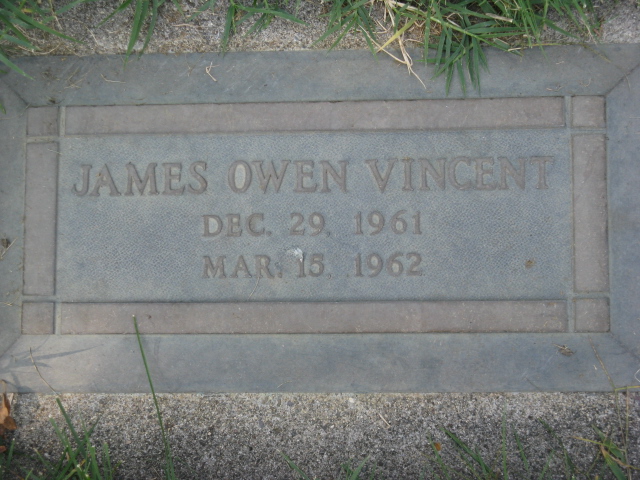 JAMES OWEN VINCENT
DEC. 29, 1961
MAR. 15, 1962